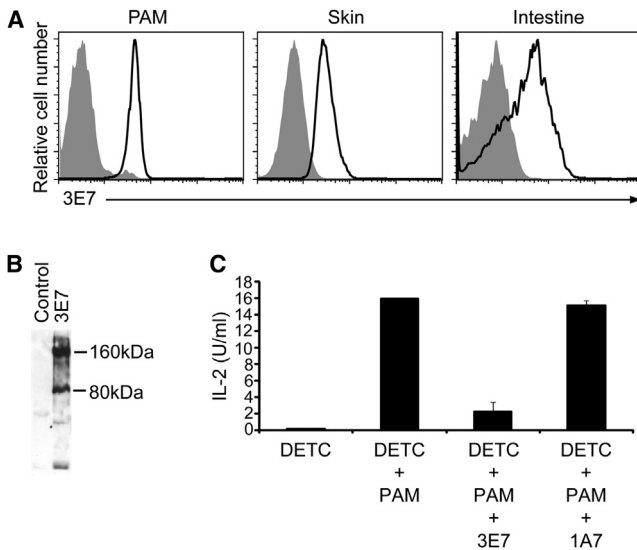 A
PAM
Skin
Intestine
Relative cell number
3E7
B
Control
3E7
160kDa
80kDa
C
IL-2 (U/ml)
18
16
14
12
10
8
6
4
2
0
DETC
DETC
+
PAM
DETC
+
PAM
+
3E7
DETC
+
PAM
+
1A7